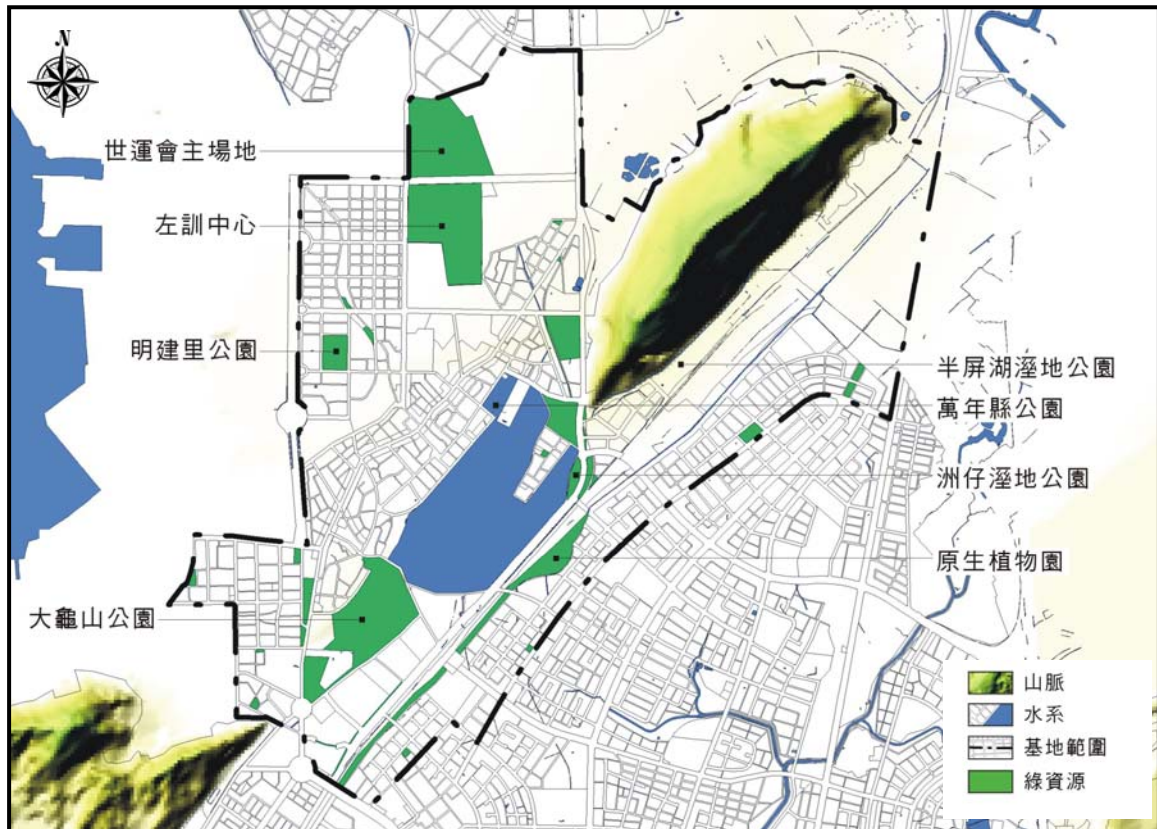 N
世運會主場地
左訓中心
明建里公園
半屏湖溼地公園
萬年縣公園
洲仔溼地公園
原生植物園
大龜山公園
山脈
水系
基地範圍
綠資源